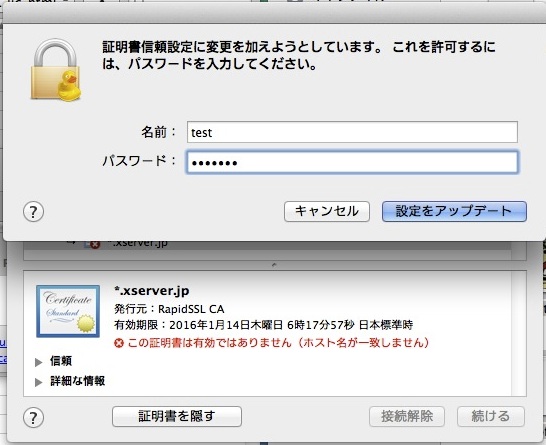 証明書信頼設定に変更を加えようとしています。 これを許可するに
は、パスワードを入力してください。
名前：
test
パスワード：
•••••••
?
キャンセル
設定をアップデート
*.xserver.jp
Certificate
Standard
*.xserver.jp
発行元：RapidSSL CA
有効期限：2016年1月14日木曜日 6時17分57秒 日本標準時
この証明書は有効ではありません（ホスト名が一致しません）
信頼
詳細な情報
?
証明書を隠す
接続解除
続ける